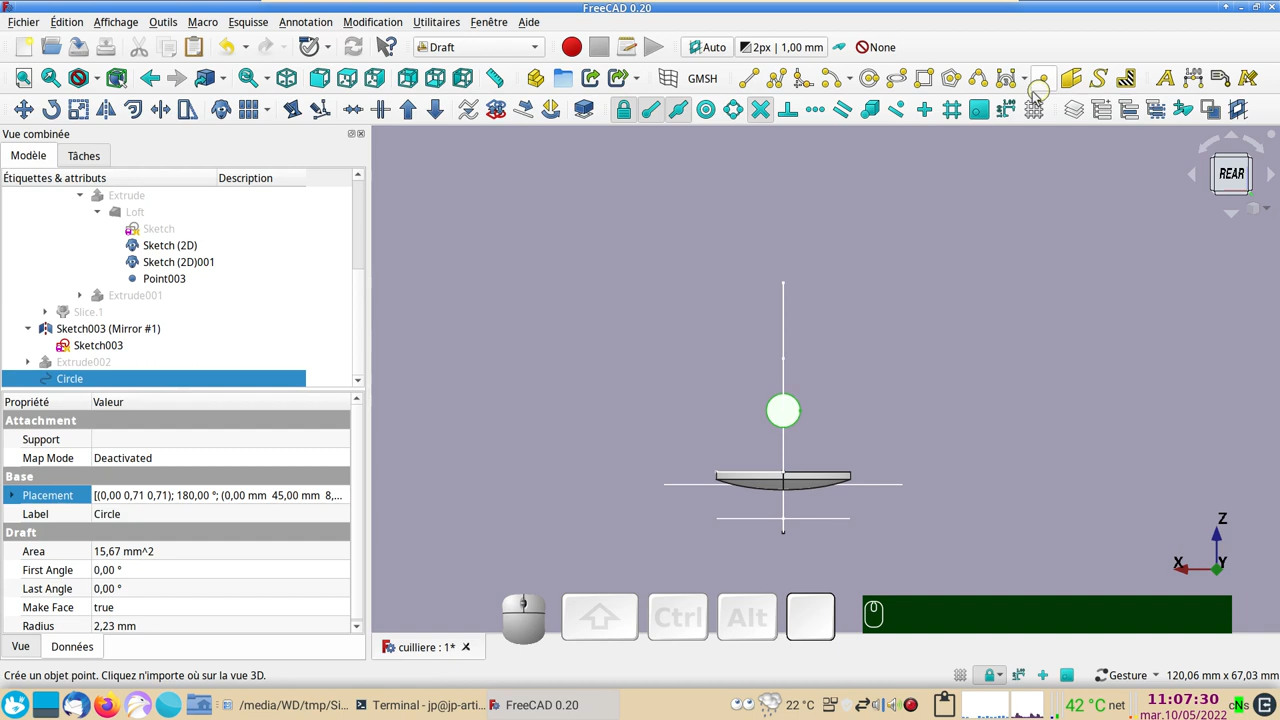 FreeCAD 0.20
Fichier Édition Affichage Outils Macro Esquisse Annotation Modification Utilitaires Fenêtre Aide
Draft Auto 2px | 1,00 mm None
GMSH
Vue combinée
Modèle Tâches
Étiquettes & attributs Description
Extrude
Loft
Sketch
Sketch (2D)
Sketch (2D)001
Point003
Extrude001
Slice.1
Sketch003 (Mirror #1)
Sketch003
Extrude002
Circle
Propriété Valeur
Attachment
Support
Map Mode Deactivated
Base
Placement [(0,00 0,71 0,71); 180,00 °; (0,00 mm 45,00 mm 8,...
Label Circle
Draft
Area 15,67 mm^2
First Angle 0,00 °
Last Angle 0,00 °
Make Face true
Radius 2,23 mm
Vue Données
REAR
Z
X
Y
Ctrl Alt
cuilliere : 1*
Crée un objet point. Cliquez n'importe où sur la vue 3D. Gesture 120,06 mm x 67,03 mm
/media/WD/tmp/Si... Terminal - jp@jp-arti... FreeCAD 0.20 22 °C 42 °C net 11:07:30
mar.10/05/2022
cNs